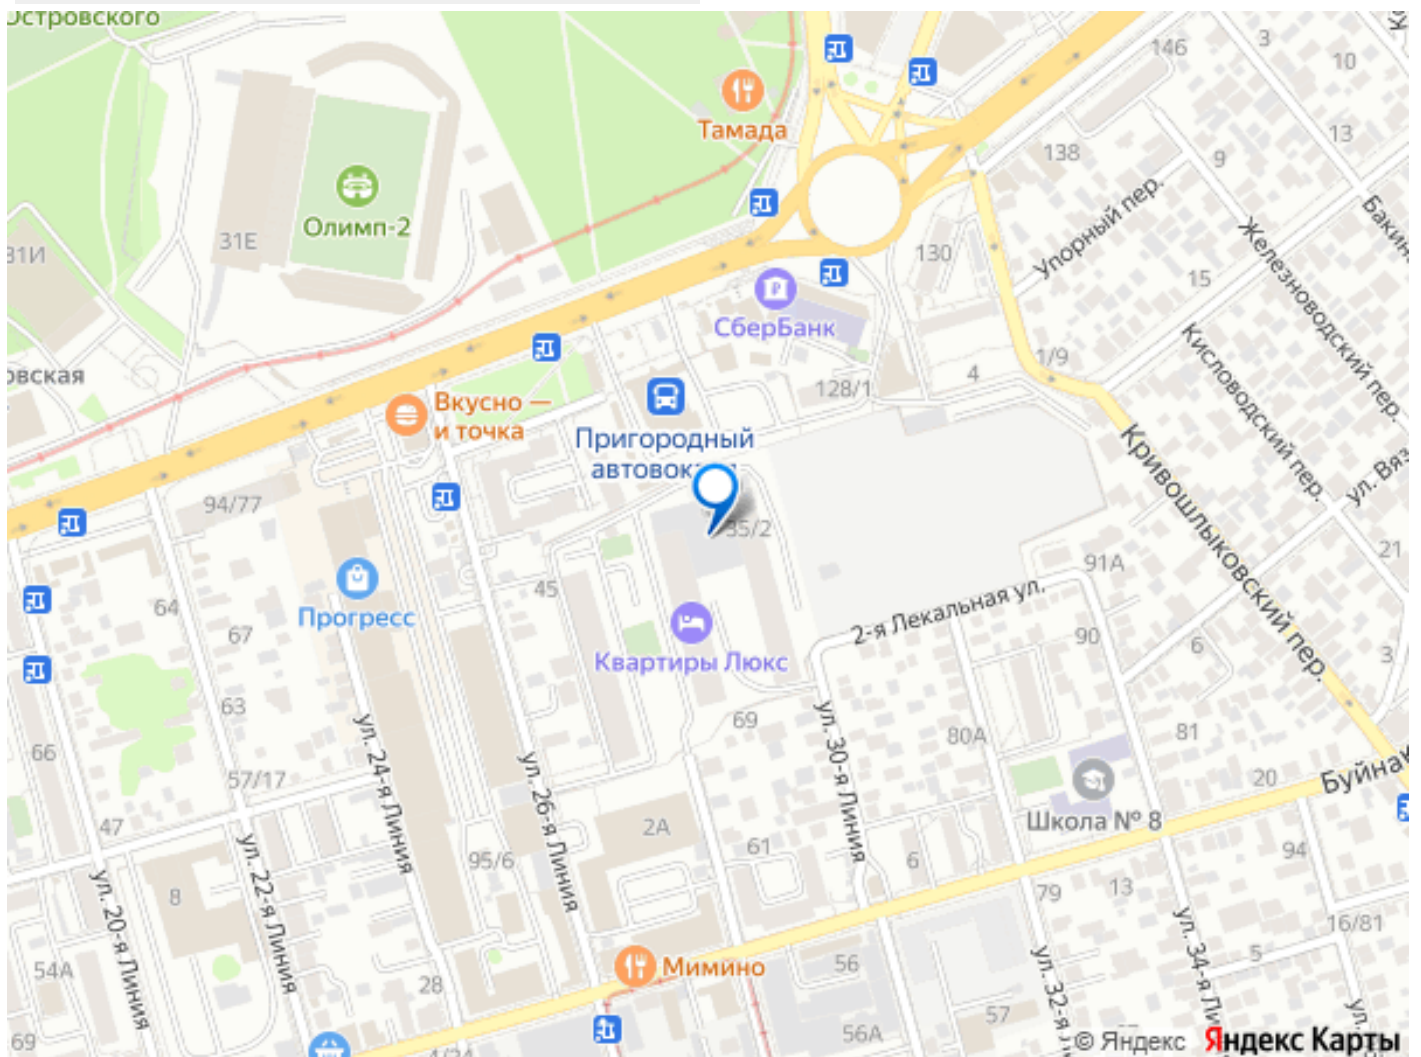 Островского
146
3
10
13
Тамада
138
9
Олимп-2
31Е
31И
130
Упорный пер.
15
Железноводский пер.
СберБанк
Кисловодский пер.
1/9
4
128/1
Вкусно —
и точка
Пригородный
автовок
Кривошлыковский пер.
94/77
35/2
21
91А
45
64
67
Прогресс
2-я Лекальная ул.
90
6
3
Квартиры Люкс
63
69
81
80А
66
ул. 24-я Линия
ул. 26-я Линия
ул. 30-я Линия
57/17
20
Буйнак
47
2А
Школа № 8
61
95/6
6
94
8
ул. 20-я Линия
ул. 22-я Линия
79
13
16/81
5
54А
Мимино
56
28
ул. 32-я
ул. 34-я Ли
ул.
57
56А
69
© Яндекс
Яндекс Карты